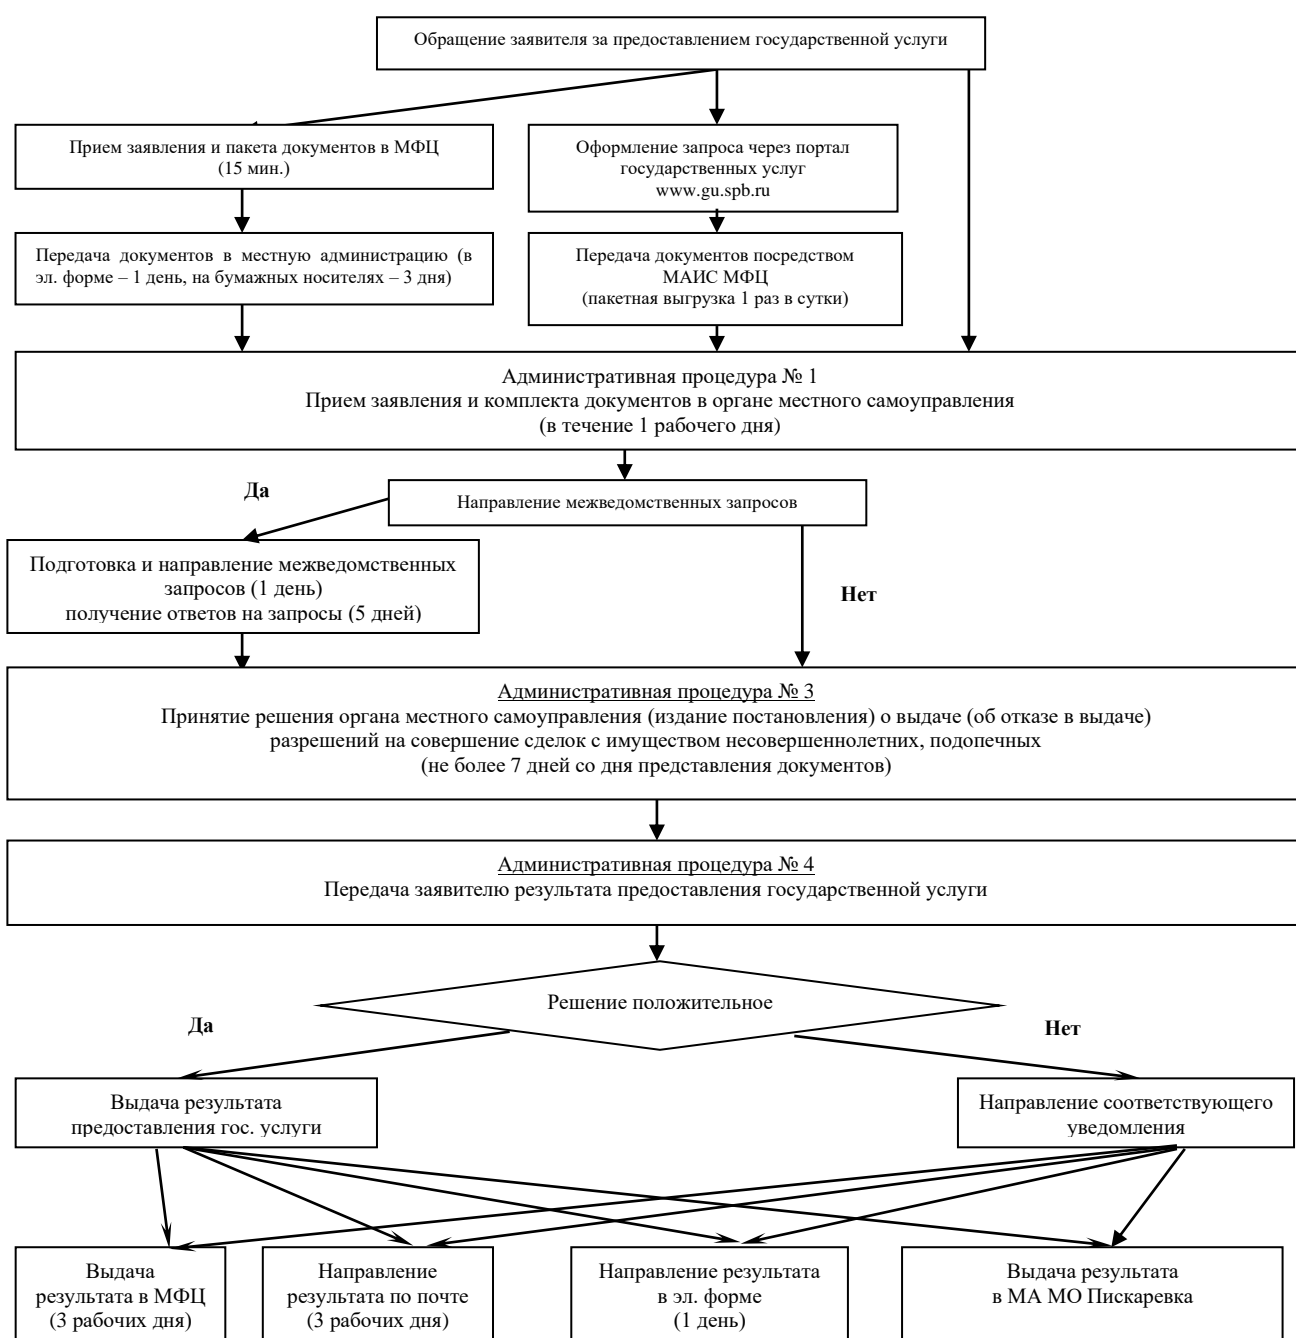 Обращение заявителя за предоставлением государственной услуги
Прием заявления и пакета документов в МФЦ
(15 мин.)
Оформление запроса через портал
государственных услуг
www.gu.spb.ru
Передача документов в местную администрацию (в
эл. форме – 1 день, на бумажных носителях – 3 дня)
Передача документов посредством
МАИС МФЦ
(пакетная выгрузка 1 раз в сутки)
Административная процедура № 1
Прием заявления и комплекта документов в органе местного самоуправления
(в течение 1 рабочего дня)
Да
Направление межведомственных запросов
Подготовка и направление межведомственных
запросов (1 день)
получение ответов на запросы (5 дней)
Нет
Административная процедура № 3
Принятие решения органа местного самоуправления (издание постановления) о выдаче (об отказе в выдаче)
разрешений на совершение сделок с имуществом несовершеннолетних, подопечных
(не более 7 дней со дня представления документов)
Административная процедура № 4
Передача заявителю результата предоставления государственной услуги
Решение положительное
Да
Нет
Выдача результата
предоставления гос. услуги
Направление соответствующего
уведомления
Выдача
результата в МФЦ
(3 рабочих дня)
Направление
результата по почте
(3 рабочих дня)
Направление результата
в эл. форме
(1 день)
Выдача результата
в МА МО Пискаревка